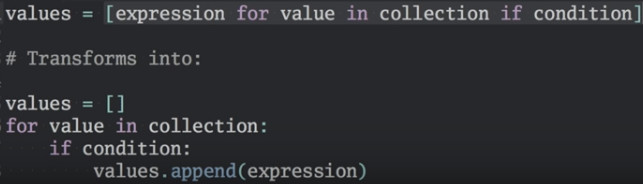 values = [expression for value in collection if condition]
# Transforms into:
values = []
for value in collection:
if condition:
values.append(expression)